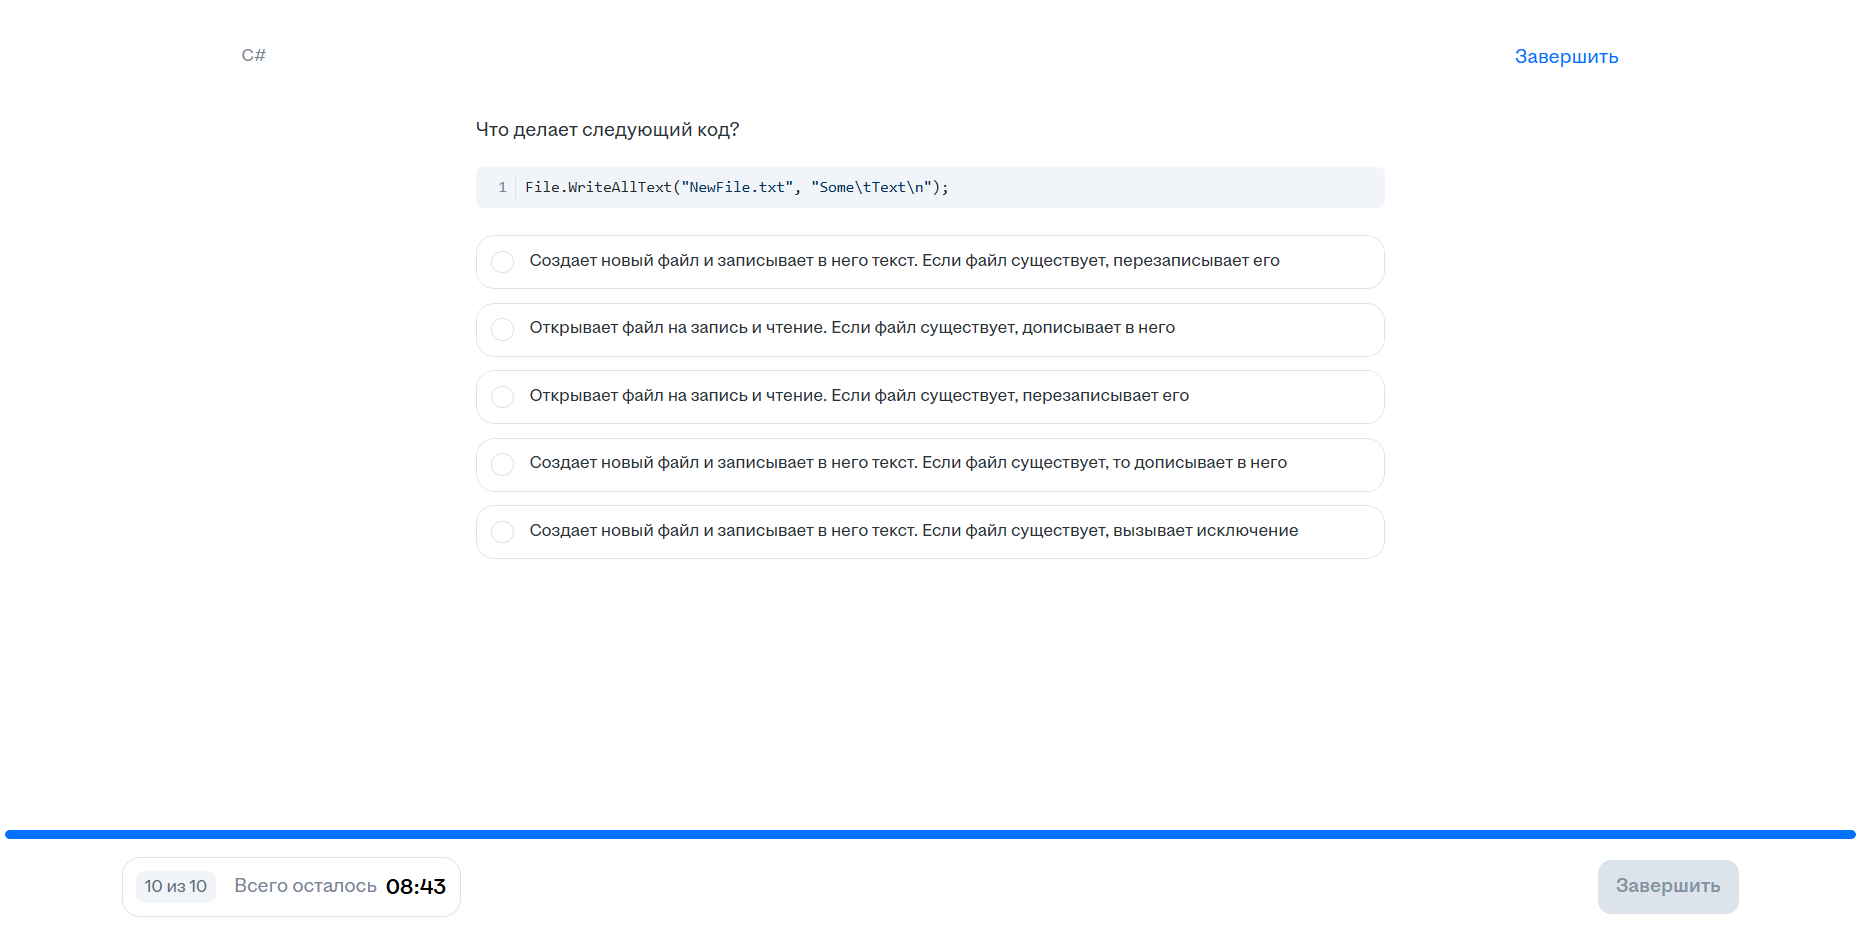 C#
Завершить
Что делает следующий код?
1 File.WriteAllText("NewFile.txt", "Some\tText\n");
Создает новый файл и записывает в него текст. Если файл существует, перезаписывает его
Открывает файл на запись и чтение. Если файл существует, дописывает в него
Открывает файл на запись и чтение. Если файл существует, перезаписывает его
Создает новый файл и записывает в него текст. Если файл существует, то дописывает в него
Создает новый файл и записывает в него текст. Если файл существует, вызывает исключение
10 из 10 Всего осталось 08:43
Завершить